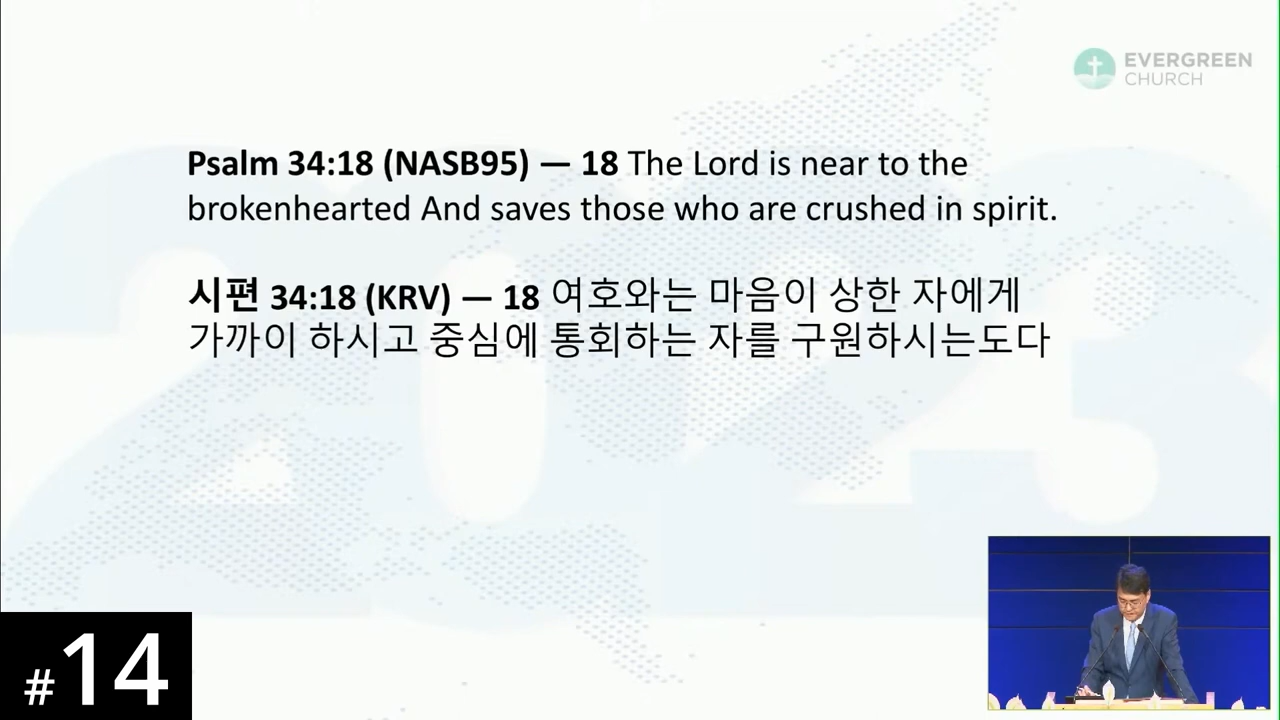 EVERGREEN
CHURCH
Psalm 34:18 (NASB95) — 18 The Lord is near to the
brokenhearted And saves those who are crushed in spirit.
시편 34:18 (KRV) — 18 여호와는 마음이 상한 자에게
가까이 하시고 중심에 통회하는 자를 구원하시는도다
2023
#14